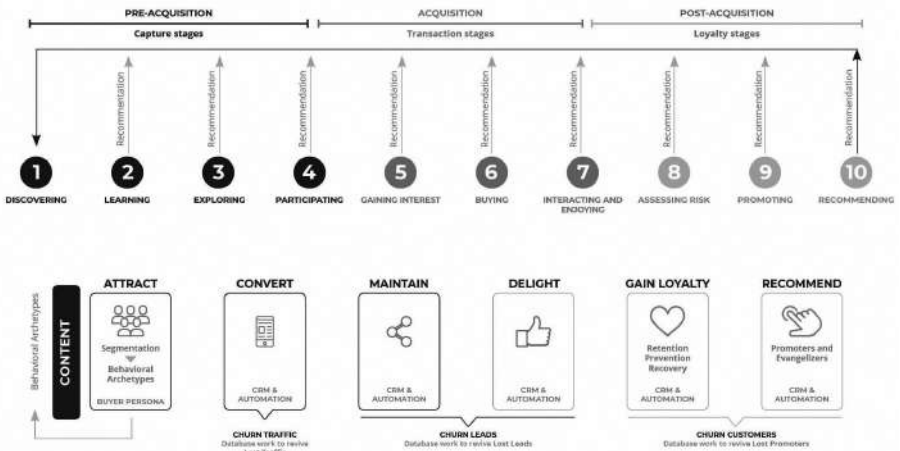 PRE-ACQUISITION
ACQUISITION
POST-ACQUISITION
Capture stages
Transaction stages
Loyalty stages
Recommendation
Recommendation
Recommendation
Recommendation
Recommendation
Recommendation
Recommendation
Recommendation
Recommendation
1
2
3
4
5
6
7
8
9
10
DISCOVERING
LEARNING
EXPLORING
PARTICIPATING
GAINING INTEREST
BUYING
INTERACTING AND
ENJOYING
ASSESSING RISK
PROMOTING
RECOMMENDING
Behavioral Archetypes
CONTENT
ATTRACT
Segmentation
Behavioral
Archetypes
BUYER PERSONA
CONVERT
CRM &
AUTOMATION
CHURN TRAFFIC
Database work to revive
MAINTAIN
CRM &
AUTOMATION
DELIGHT
CRM &
AUTOMATION
CHURN LEADS
Database work to revive Lost Leads
GAIN LOYALTY
Retention
Prevention
Recovery
CRM &
AUTOMATION
RECOMMEND
Promoters and
Evangelizers
CRM &
AUTOMATION
CHURN CUSTOMERS
Database work to revive Lost Promoters